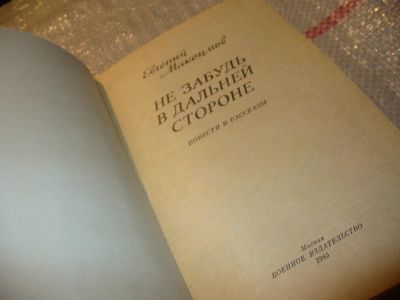 Евгений
Максимов
НЕ ЗАБУДЬ
В ДАЛЬНЕЙ
СТОРОНЕ
ПОВЕСТИ И РАССКАЗЫ
Москва
ВОЕННОЕ ИЗДАТЕЛЬСТВО
1985